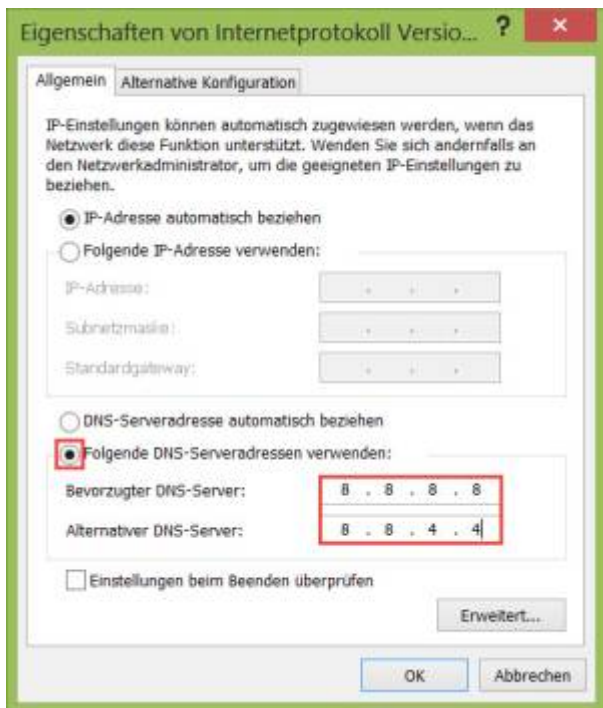 Eigenschaften von Internetprotokoll Versio... ?
Allgemein Alternative Konfiguration
IP-Einstellungen können automatisch zugewiesen werden, wenn das
Netzwerk diese Funktion unterstützt. Wenden Sie sich andernfalls an
den Netzwerkadministrator, um die geeigneten IP-Einstellungen zu
beziehen.
IP-Adresse automatisch beziehen
Folgende IP-Adresse verwenden:
IP-Adresse:
Subnetzmaske:
Standardgateway:
DNS-Serveradresse automatisch beziehen
Folgende DNS-Serveradressen verwenden:
Bevorzugter DNS-Server: 8 . 8 . 8 . 8
Alternativer DNS-Server: 8 . 8 . 4 . 4
Einstellungen beim Beenden überprüfen
Erweitert...
OK Abbrechen